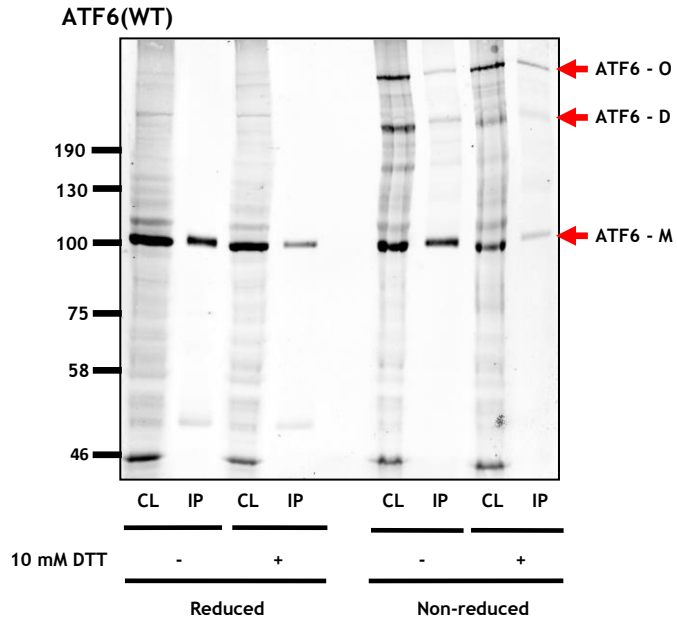 ATF6(WT)
ATF6 - O
ATF6 - D
190
130
ATF6 - M
100
75
58
46
CL IP CL IP CL IP CL IP
10 mM DTT - + - +
Reduced Non-reduced